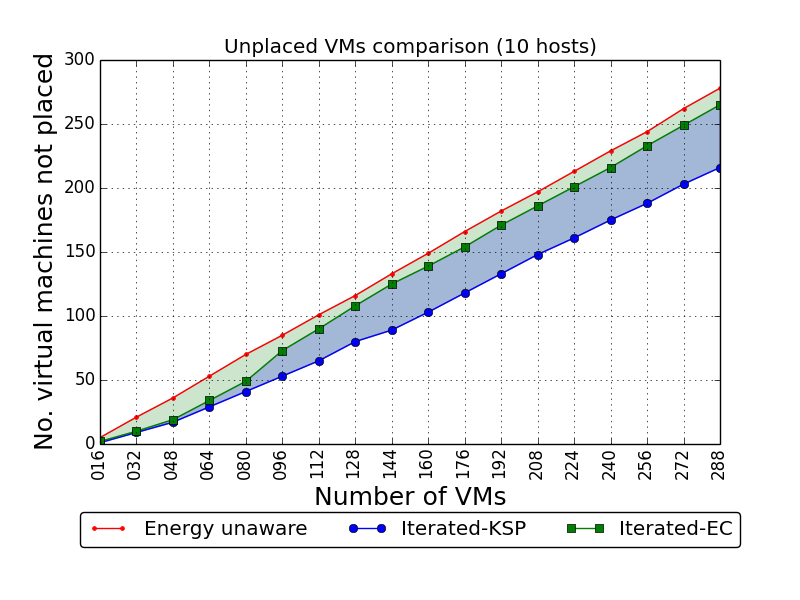 Unplaced VMs comparison (10 hosts)
No. virtual machines not placed
300
250
200
150
100
50
0
016 032 048 064 080 096 112 128 144 160 176 192 208 224 240 256 272 288
Number of VMs
Energy unaware Iterated-KSP Iterated-EC